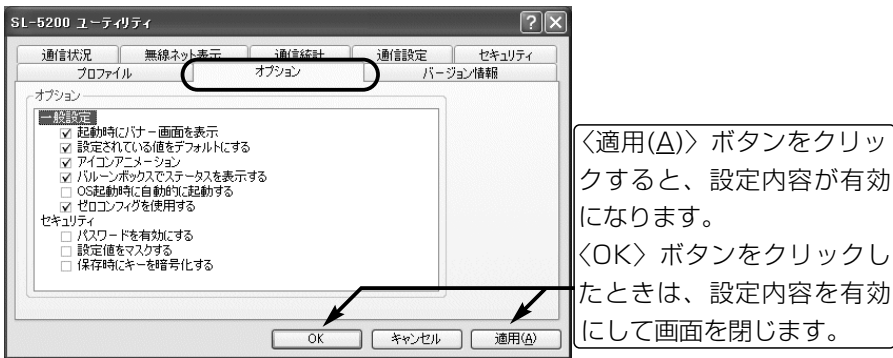 SL-5200 ユーティリティ
通信状況 無線ネット表示 通信統計 通信設定 セキュリティ
プロファイル オプション バージョン情報
オプション
一般設定
起動時にバナー画面を表示
設定されている値をデフォルトにする
アイコンアニメーション
バルーンボックスでステータスを表示する
OS起動時に自動的に起動する
ゼロコンフィグを使用する
セキュリティ
パスワードを有効にする
設定値をマスクする
保存時にキーを暗号化する
OK キャンセル 適用(A)
〈適用(A)〉ボタンをクリッ
クすると、設定内容が有効
になります。
〈OK〉ボタンをクリックし
たときは、設定内容を有効
にして画面を閉じます。